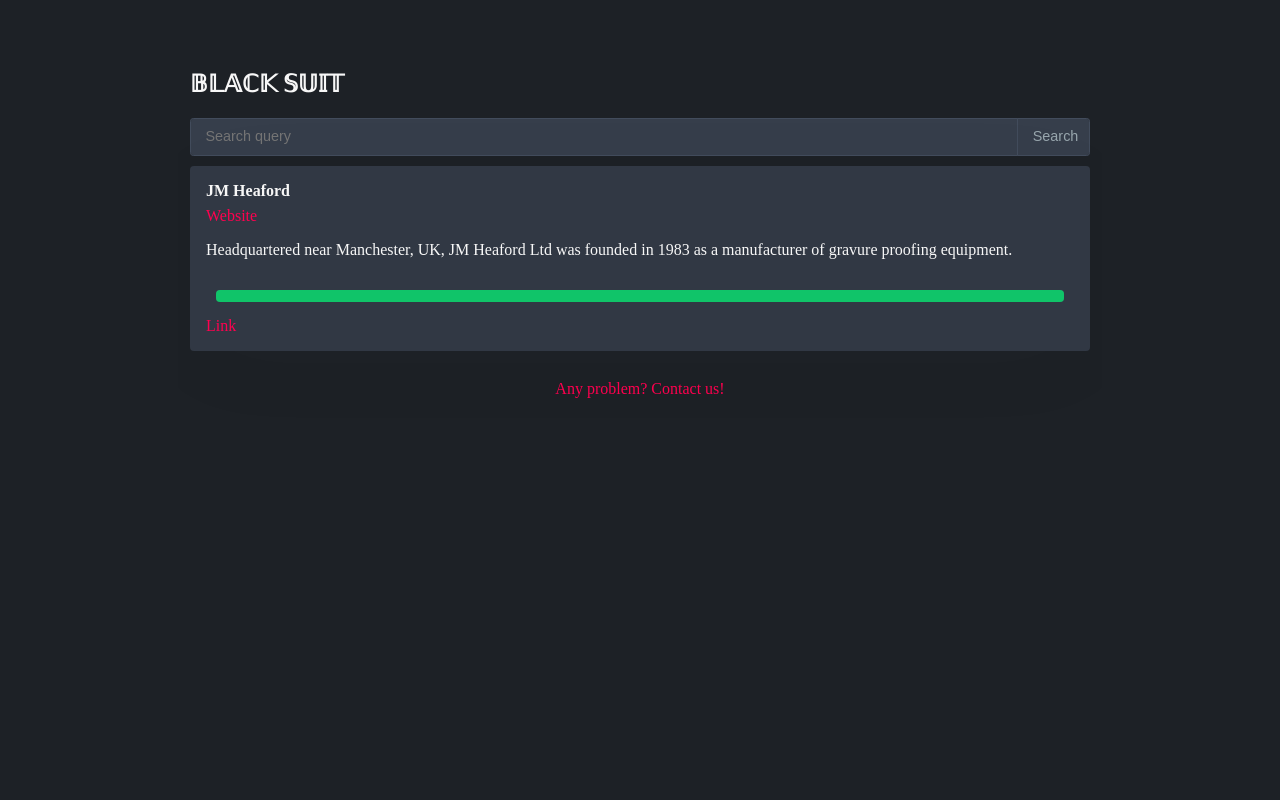 𝔹𝕃𝔸ℂ𝕂 𝕊𝕌𝕀𝕋
Search query
Search
JM Heaford
Website
Headquartered near Manchester, UK, JM Heaford Ltd was founded in 1983 as a manufacturer of gravure proofing equipment.
Link
Any problem? Contact us!